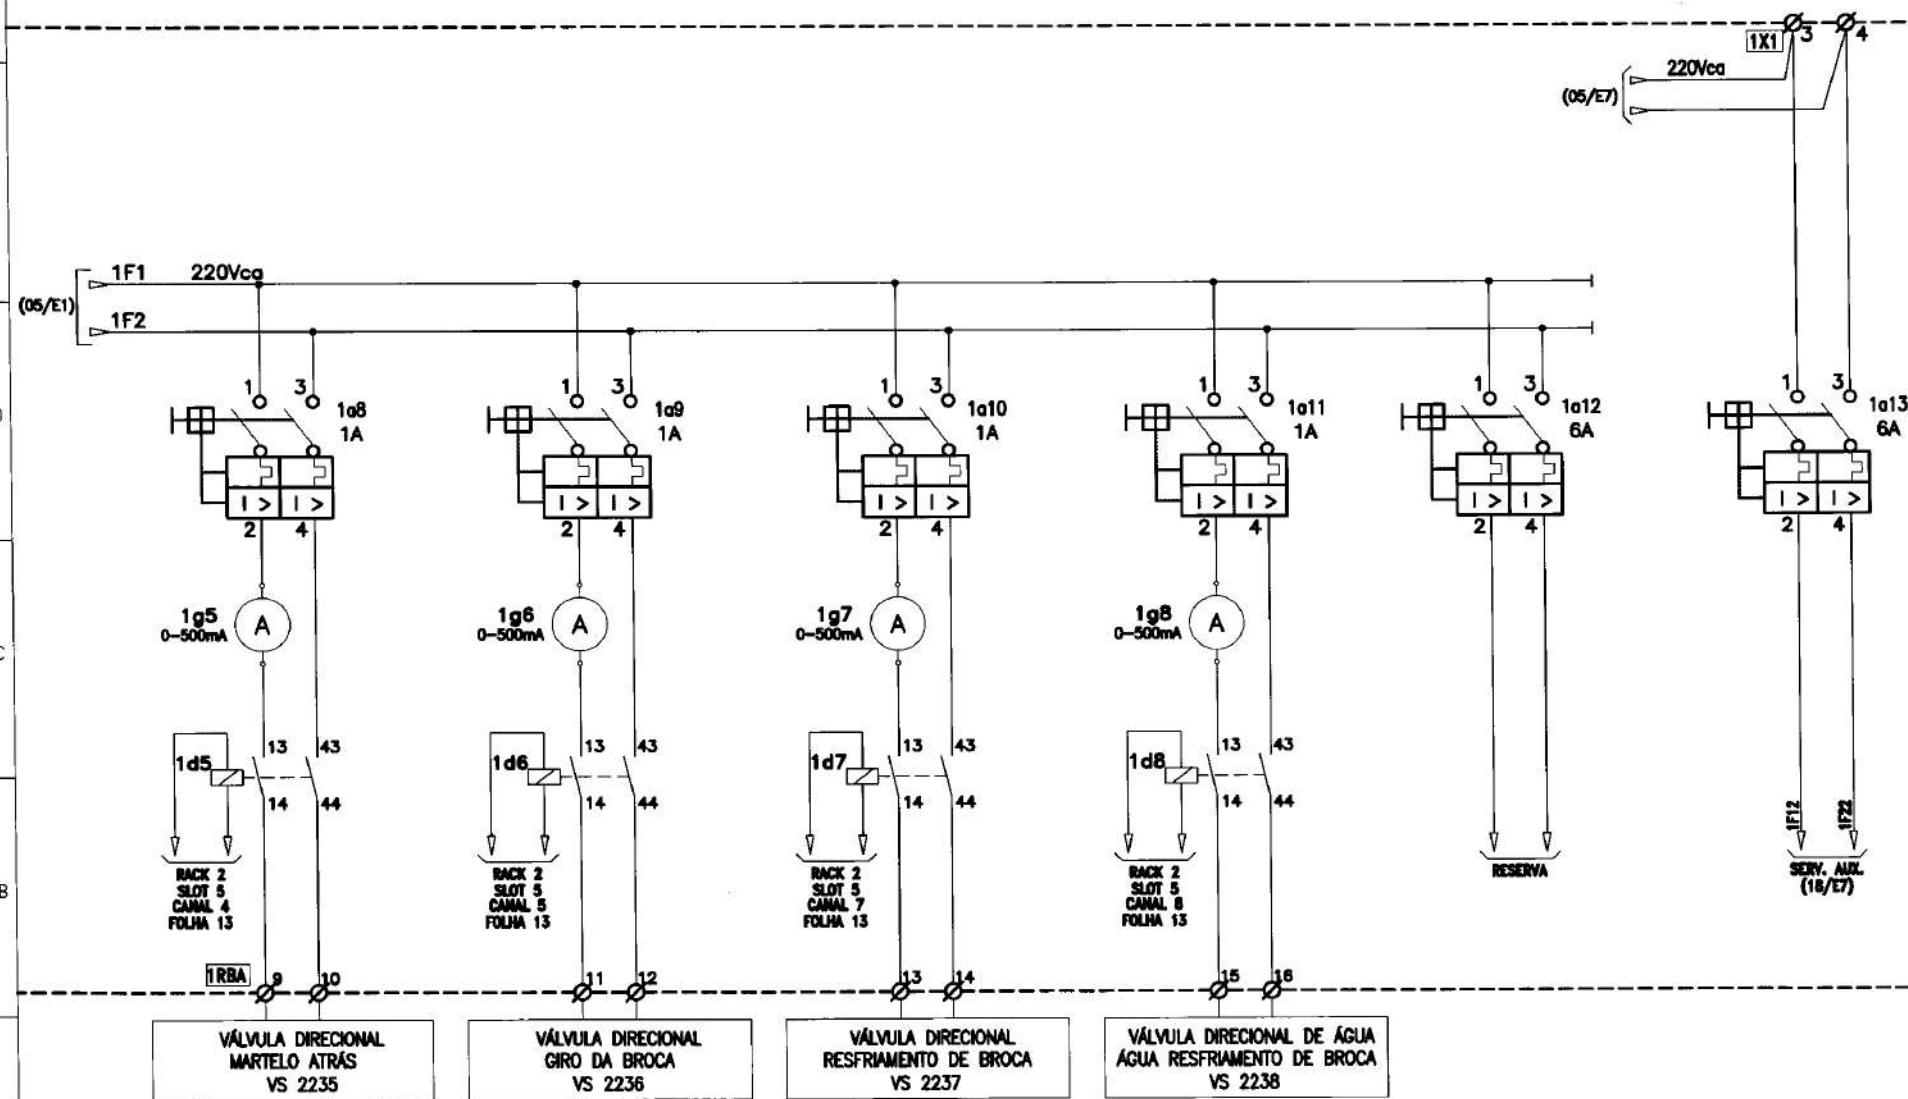 1X1 3 4
220Vca
(05/E7)
1F1 220Vca
(05/E1)
1F2
1 3 1a8 1A
1 3 1a9 1A
1 3 1a10 1A
1 3 1a11 1A
1 3 1a12 6A
1 3 1a13 6A
I > I >
I > I >
I > I >
I > I >
I > I >
I > I >
2 4
2 4
2 4
2 4
2 4
2 4
1g5 A
0-500mA
1g6 A
0-500mA
1g7 A
0-500mA
1g8 A
0-500mA
C
13 43
1d5
14 44
13 43
1d6
14 44
13 43
1d7
14 44
13 43
1d8
14 44
1F12
1F22
RACK 2
SLOT 5
CANAL 4
FOLHA 13
RACK 2
SLOT 5
CANAL 5
FOLHA 13
RACK 2
SLOT 5
CANAL 7
FOLHA 13
RACK 2
SLOT 5
CANAL
FOLHA 13
RESERVA
SERV. AUX.
(18/E7)
B
1RBA 9 10
11 12
13 14
15 16
VÁLVULA DIRECIONAL
MARTELO ATRÁS
VS 2235
VÁLVULA DIRECIONAL
GIRO DA BROCA
VS 2236
VÁLVULA DIRECIONAL
RESFRIAMENTO DE BROCA
VS 2237
VÁLVULA DIRECIONAL DE ÁGUA
ÁGUA RESFRIAMENTO DE BROCA
VS 2238